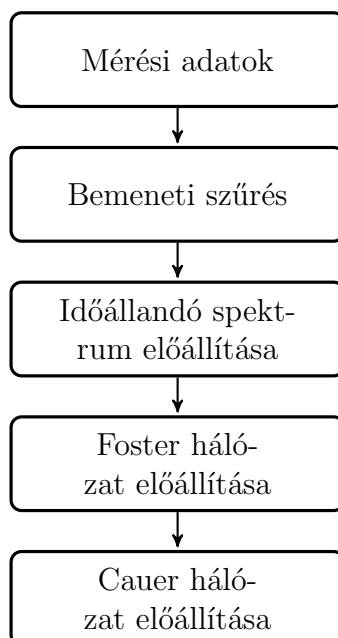 Mérési adatok
Bemeneti szűrés
Időállandó spekt-
rum előállítása
Foster háló-
zat előállítása
Cauer háló-
zat előállítása